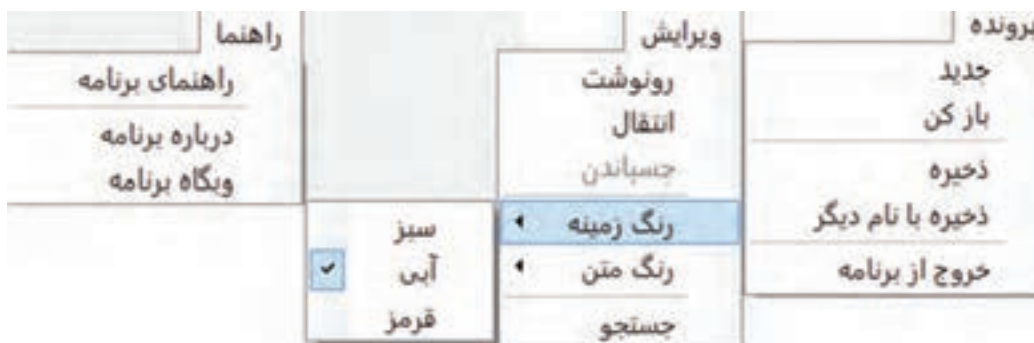 پرونده
جدید
باز کن
ذخیره
ذخیره با نام دیگر
خروج از برنامه
ویرایش
رونوشت
انتقال
چسباندن
رنگ زمینه
رنگ متن
جستجو
سبز
آبی
قرمز
راهنما
راهنمای برنامه
درباره برنامه
وبگاه برنامه